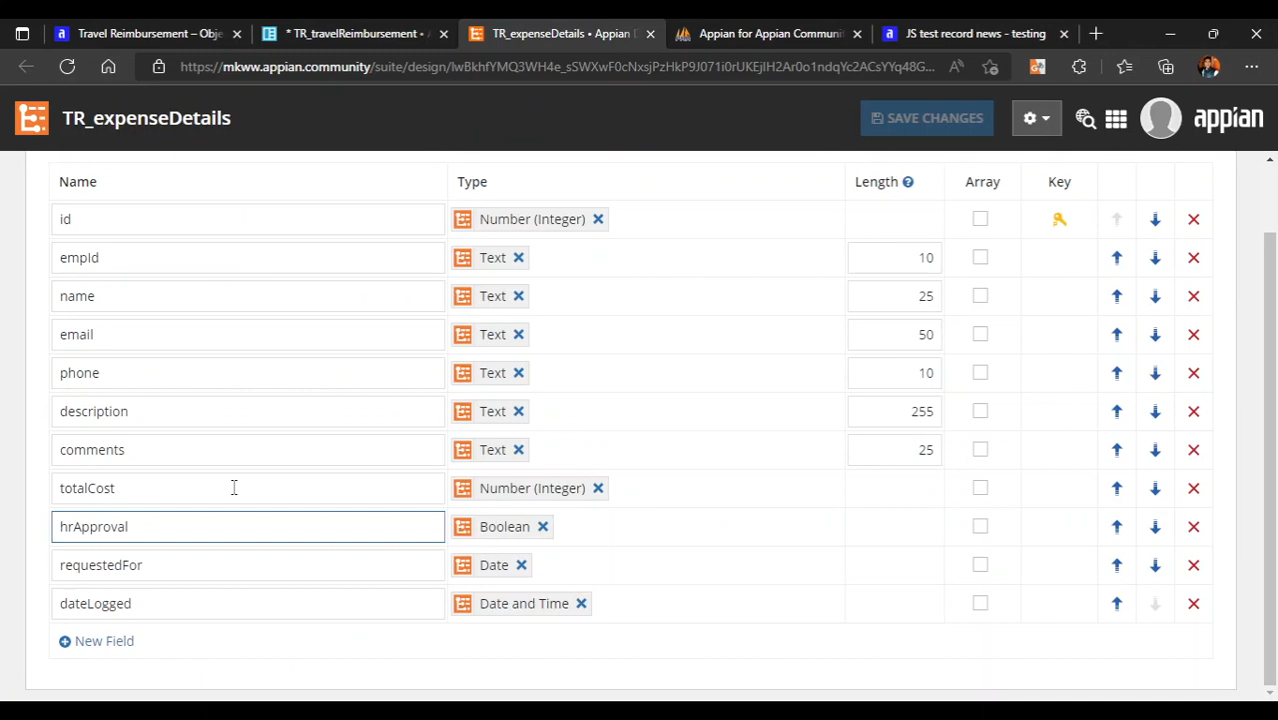 Travel Reimbursement – Obje
* TR_travelReimbursement • A
TR_expenseDetails • Appian D
Appian for Appian Communi
JS test record news - testing
TR_expenseDetails
SAVE CHANGES
appian
Name Type Length Array Key
id Number (Integer)
empId Text 10
name Text 25
email Text 50
phone Text 10
description Text 255
comments Text 25
totalCost Number (Integer)
hrApproval Boolean
requestedFor Date
dateLogged Date and Time
New Field